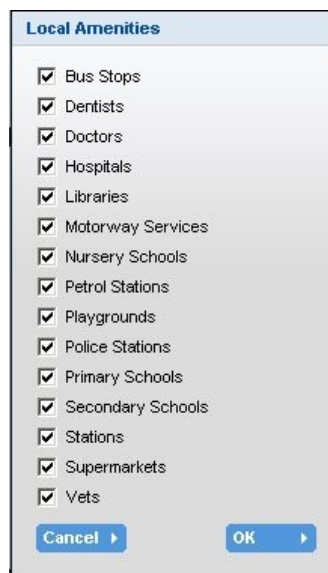 Local Amenities
Bus Stops
Dentists
Doctors
Hospitals
Libraries
Motorway Services
Nursery Schools
Petrol Stations
Playgrounds
Police Stations
Primary Schools
Secondary Schools
Stations
Supermarkets
Vets
Cancel OK